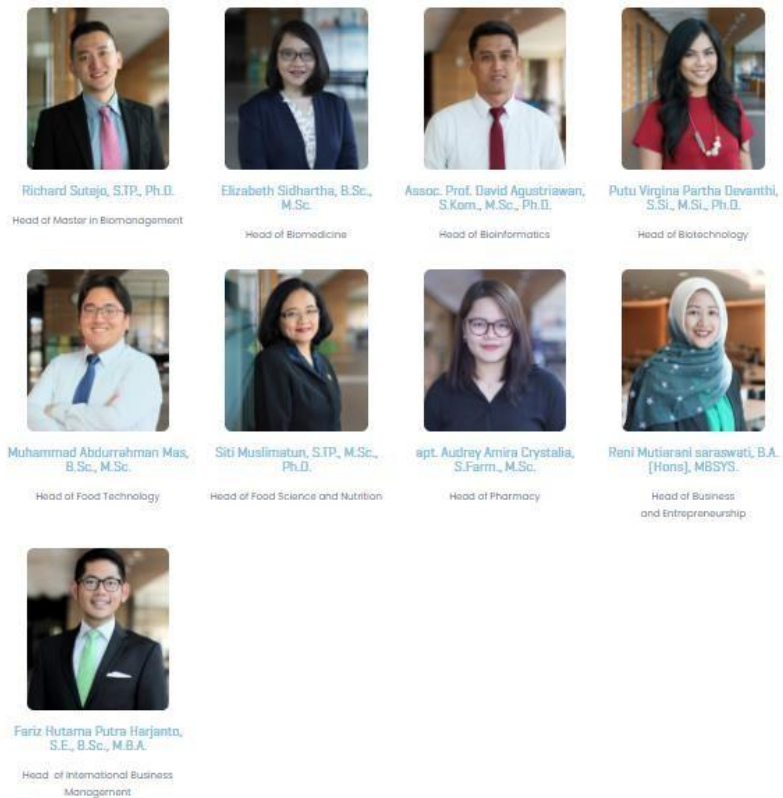 Richard Sutejo, S.TP., Ph.D.
Head of Master in Biomanagement
Elizabeth Sidhartha, B.Sc.,
M.Sc.
Head of Biomedicine
Assoc. Prof. David Agustriawan,
S.Kom., M.Sc., Ph.D.
Head of Bioinformatics
Putu Virgina Partha Devanthi,
S.Si., M.Si., Ph.D.
Head of Biotechnology
Muhammad Abdurrahman Mas,
B.Sc., M.Sc.
Head of Food Technology
Siti Muslimatun, S.TP., M.Sc.,
Ph.D.
Head of Food Science and Nutrition
apt. Audrey Amira Crystalia,
S.Farm., M.Sc.
Head of Pharmacy
Reni Mutiarani saraswati, B.A.
(Hons), MBSYS.
Head of Business
and Entrepreneurship
Fariz Hutama Putra Harjanto,
S.E., B.Sc., M.B.A.
Head of International Business
Management